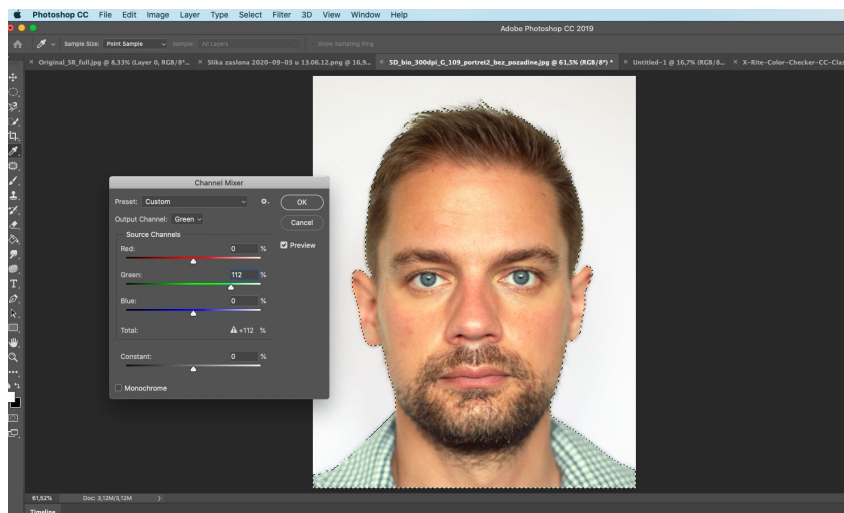 Photoshop CC File Edit Image Layer Type Select Filter 3D View Window Help
Adobe Photoshop CC 2019
Sample Size: Point Sample Sample: All Layers Show Sampling Ring
× Original_SR_full.jpg @ 8,33% (Layer 0, RGB/8*... × Slika zaslona 2020-09-03 u 13.06.12.png @ 16,9... × 5D_bio_300dpi_G_109_portret2_bez_pozadine.jpg @ 61,5% (RGB/8*) * × Untitled-1 @ 16,7% (RGB/8... × X-Rite-Color-Checker-CC-Clas
Channel Mixer
Preset: Custom OK
Output Channel: Green Cancel
Source Channels
Preview
Red: 0 %
Green: 112 %
Blue: 0 %
Total: +112 %
Constant: 0 %
Monochrome
61,52% Doc: 3,12M/3,12M >
Timeline